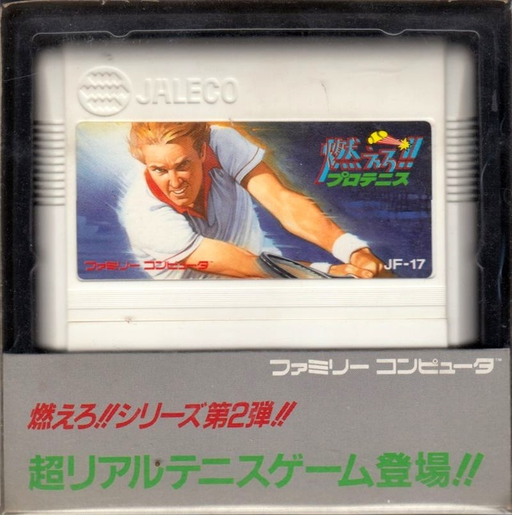 JALECO
燃えろ!!
プロテニス
ファミリー コンピュータ
JF-17
ファミリー コンピュータ™
燃えろ!!シリーズ第2弾!!
超リアルテニスゲーム登場!!